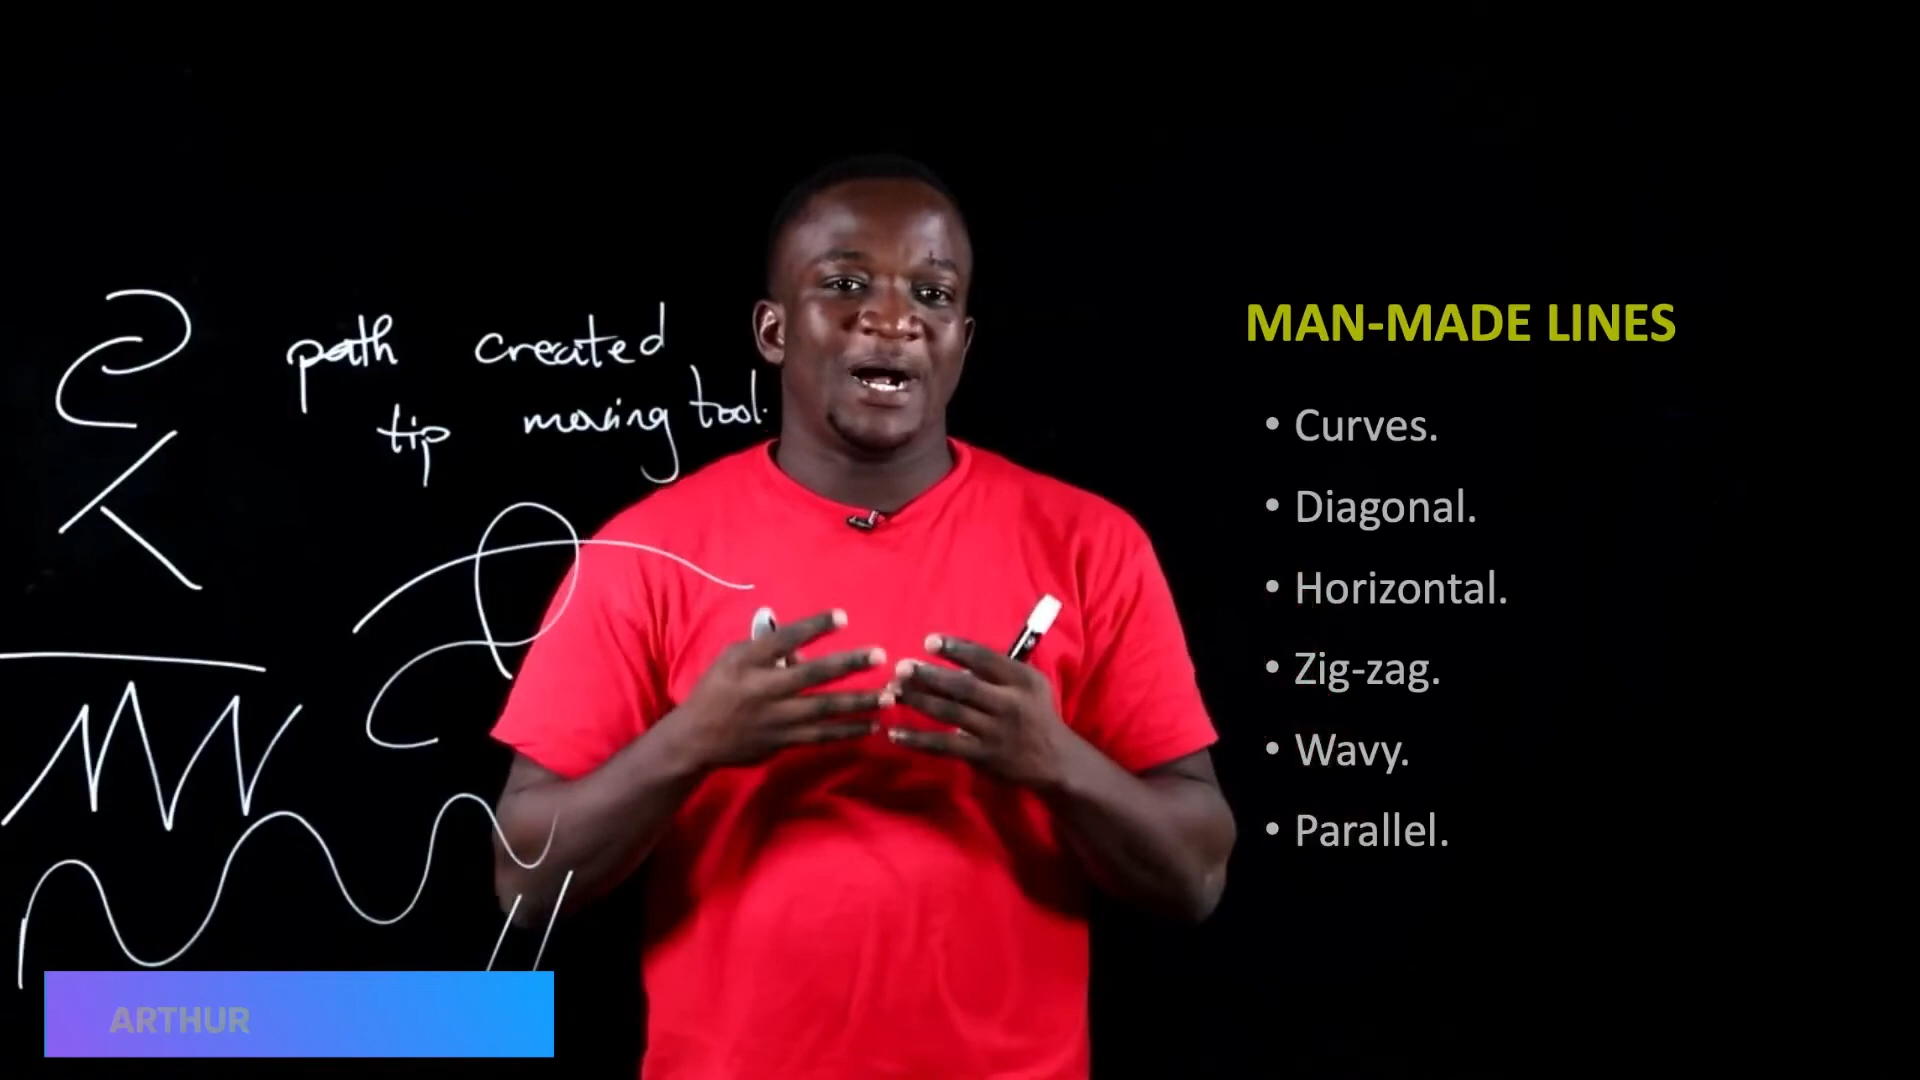 path created
tip moving tool.
MAN-MADE LINES
• Curves.
• Diagonal.
• Horizontal.
• Zig-zag.
• Wavy.
• Parallel.
ARTHUR